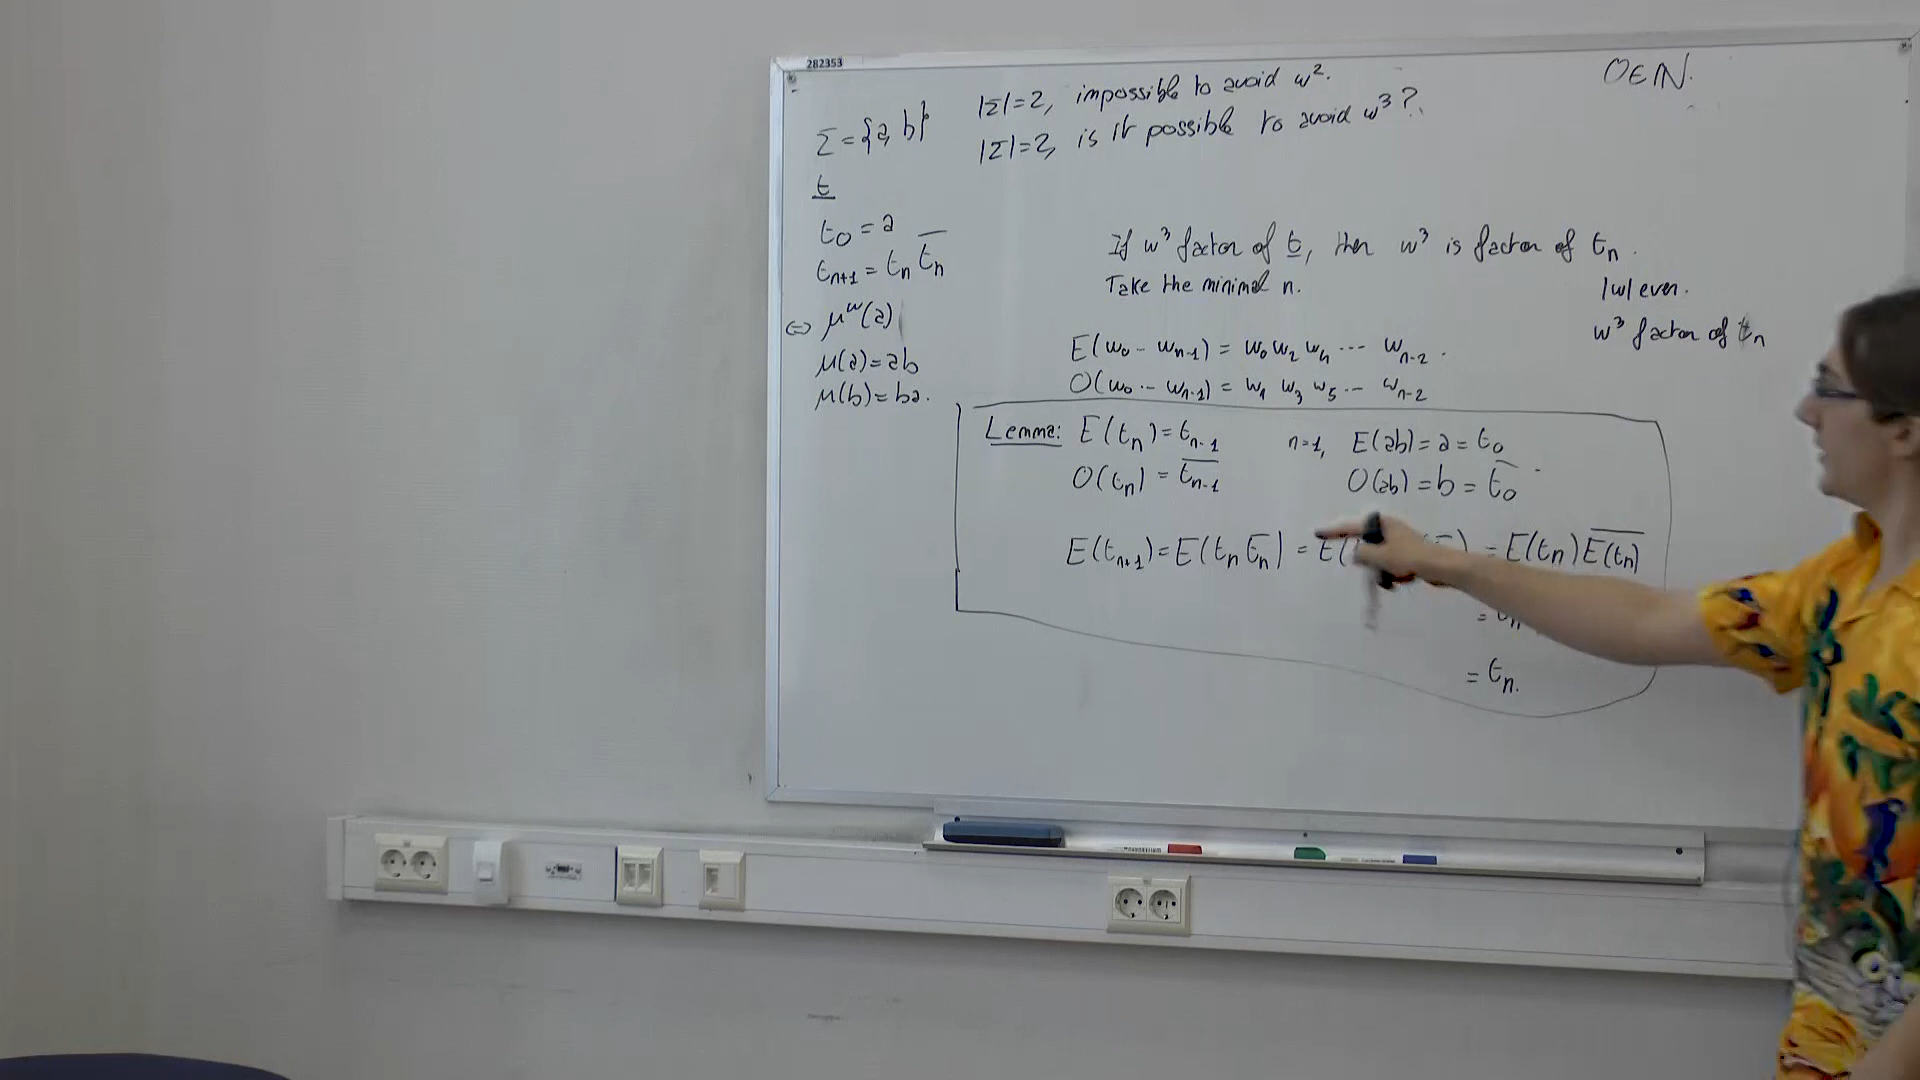 282353
Σ={a,b}
|Σ|=2, impossible to avoid w².
|Σ|=2, is it possible to avoid w³?
0∈ℕ.
t
t₀ = a
tₙ₊₁ = tₙ t̅ₙ
⇔ μ^ω(a)
μ(a)=ab
μ(b)=ba.
If w³ factor of t, then w³ is factor of tₙ.
Take the minimal n.
|w| even.
w³ factor of tₙ
E(w₀ - wₙ₋₁) = w₀ w₂ w₄ ... wₙ₋₂.
O(w₀ ... wₙ₋₁) = w₁ w₃ w₅ ... wₙ₋₂
Lemma: E(tₙ) = tₙ₋₁
O(tₙ) = t̅ₙ₋₁
n=1, E(ab) = a = t₀
O(ab) = b = t̅₀
E(tₙ₊₁) = E(tₙ t̅ₙ) = E( = E(tₙ) \overline{E(tₙ)}
=
= tₙ.